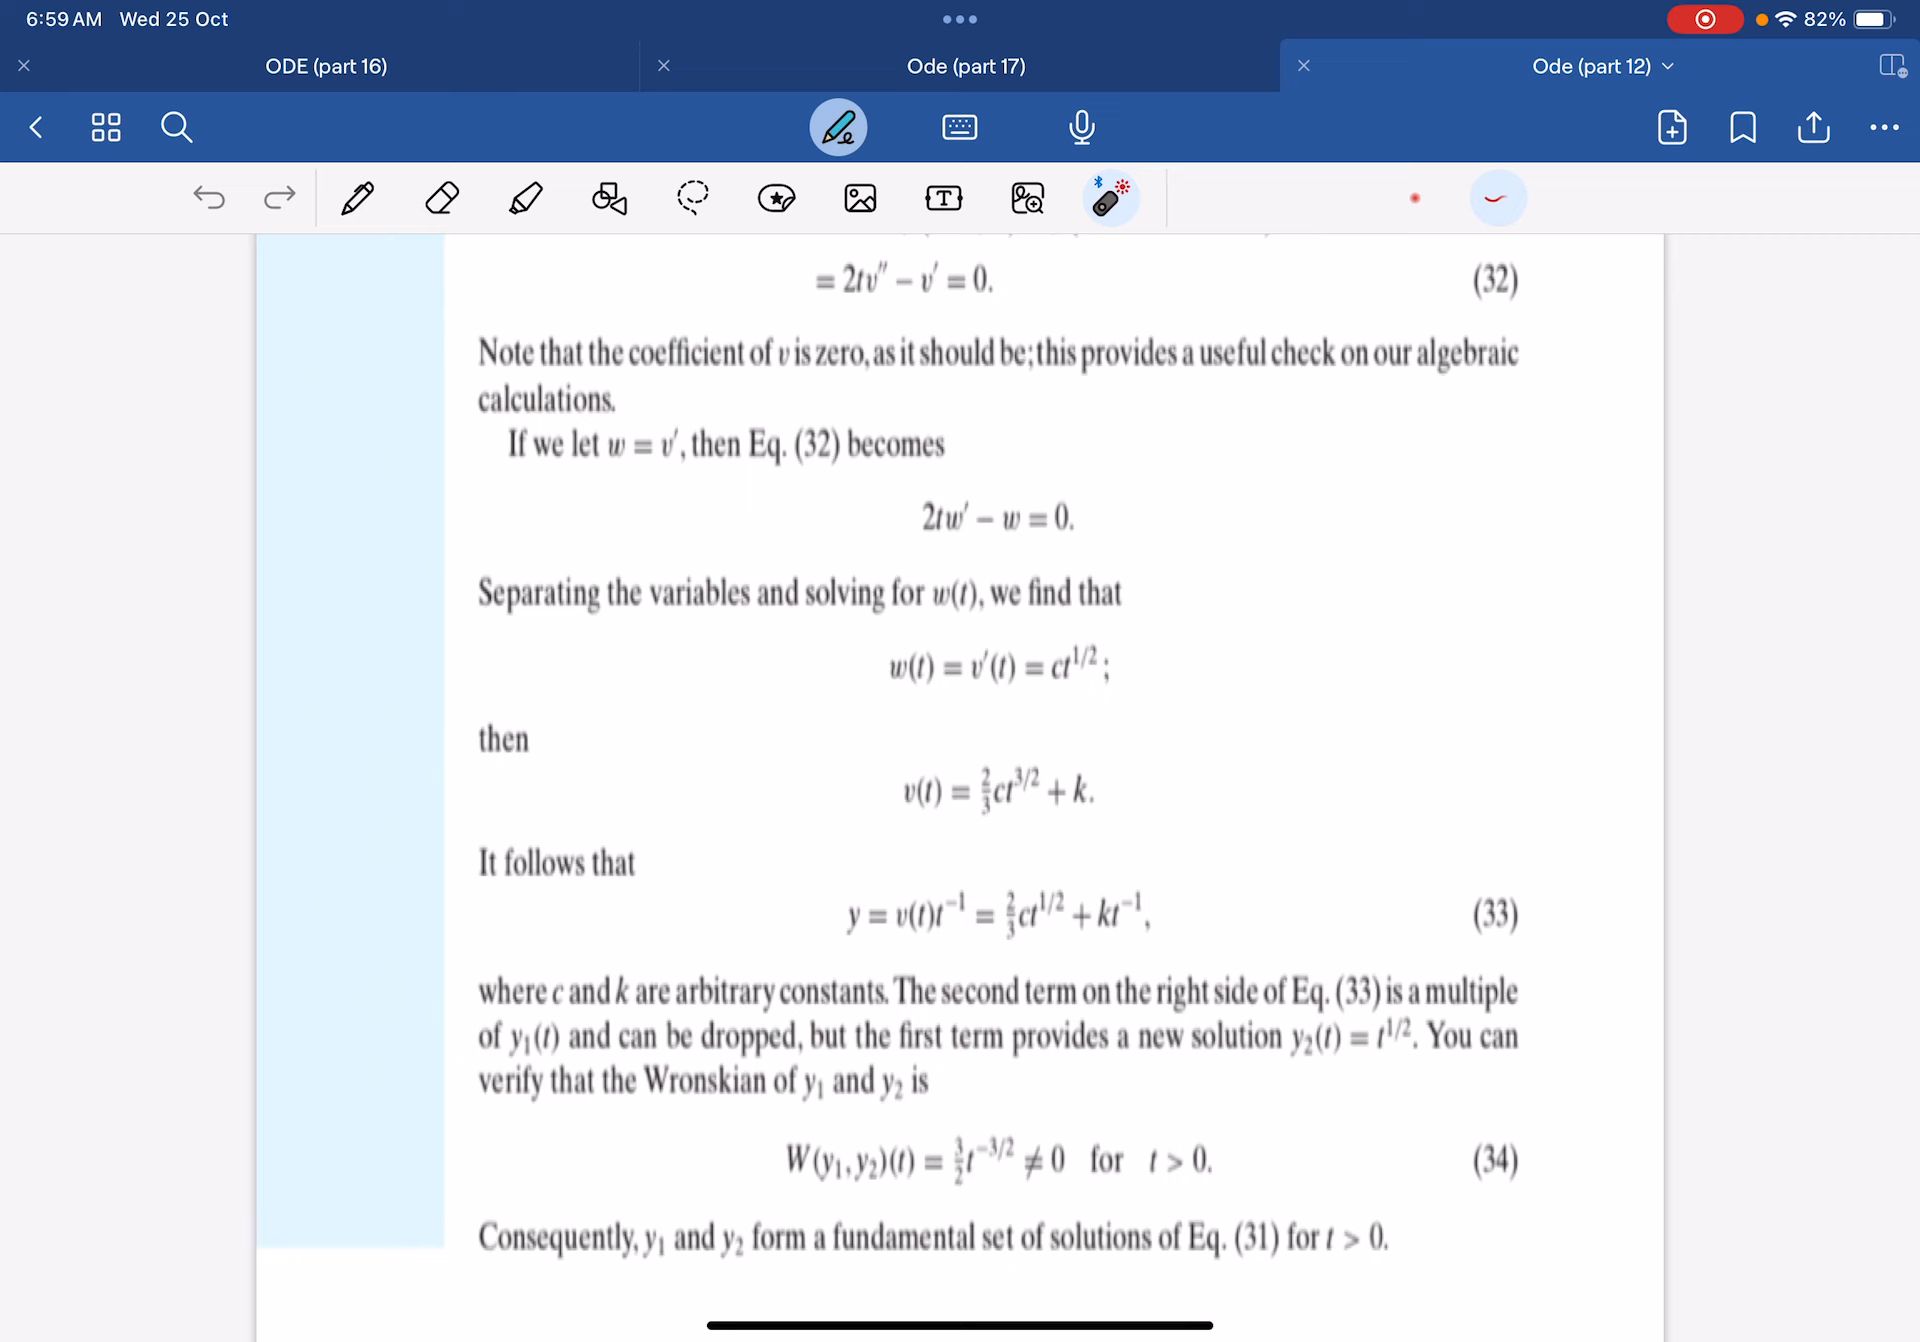 6:59 AM Wed 25 Oct
82%
ODE (part 16)
Ode (part 17)
Ode (part 12)
= 2tv″ − v′ = 0. (32)
Note that the coefficient of v is zero, as it should be; this provides a useful check on our algebraic
calculations.
If we let w = v′, then Eq. (32) becomes
2tw′ − w = 0.
Separating the variables and solving for w(t), we find that
w(t) = v′(t) = ct^{1/2};
then
v(t) = 2/3 ct^{3/2} + k.
It follows that
y = v(t)t^{−1} = 2/3 ct^{1/2} + kt^{−1}, (33)
where c and k are arbitrary constants. The second term on the right side of Eq. (33) is a multiple
of y₁(t) and can be dropped, but the first term provides a new solution y₂(t) = t^{1/2}. You can
verify that the Wronskian of y₁ and y₂ is
W(y₁, y₂)(t) = 3/2 t^{−3/2} ≠ 0 for t > 0. (34)
Consequently, y₁ and y₂ form a fundamental set of solutions of Eq. (31) for t > 0.